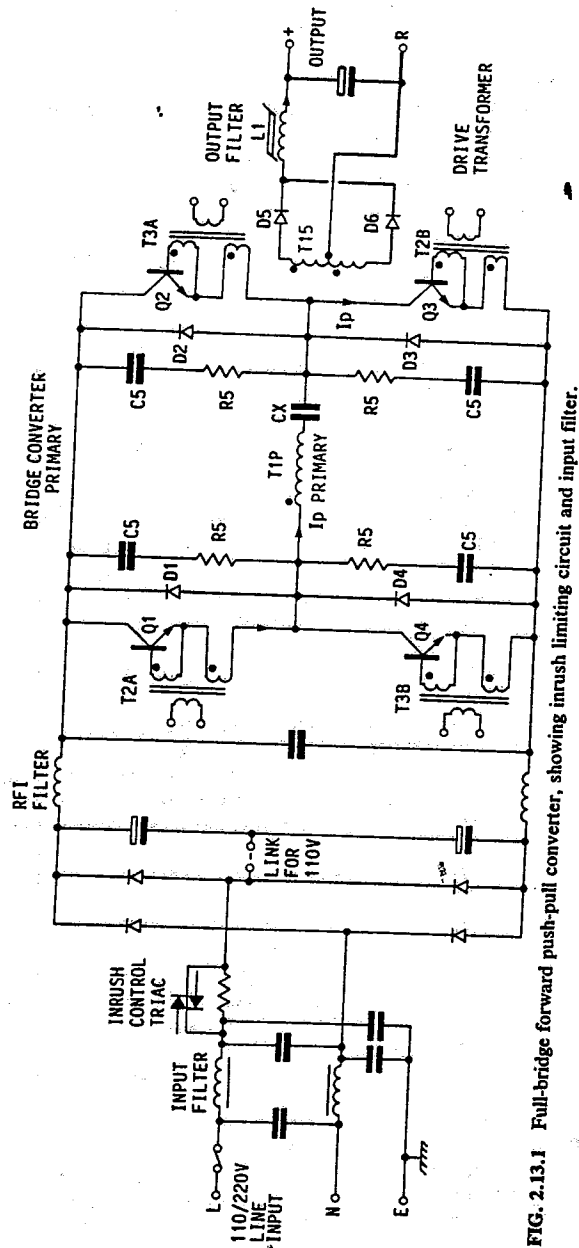 BRIDGE CONVERTER
PRIMARY
RFI
FILTER
INRUSH
CONTROL
TRIAC
INPUT
FILTER
L
110/220V
LINE
INPUT
N
E
LINK
FOR
110V
T2A
Q1
D1
C5
R5
T3B
Q4
D4
R5
C5
T1P
Ip PRIMARY
CX
C5
R5
D2
Q2
T3A
R5
C5
D3
Ip
Q3
T2B
DRIVE
TRANSFORMER
T1S
D5
D6
OUTPUT
FILTER
L1
+
OUTPUT
R
FIG. 2.13.1 Full-bridge forward push-pull converter, showing inrush limiting circuit and input filter.